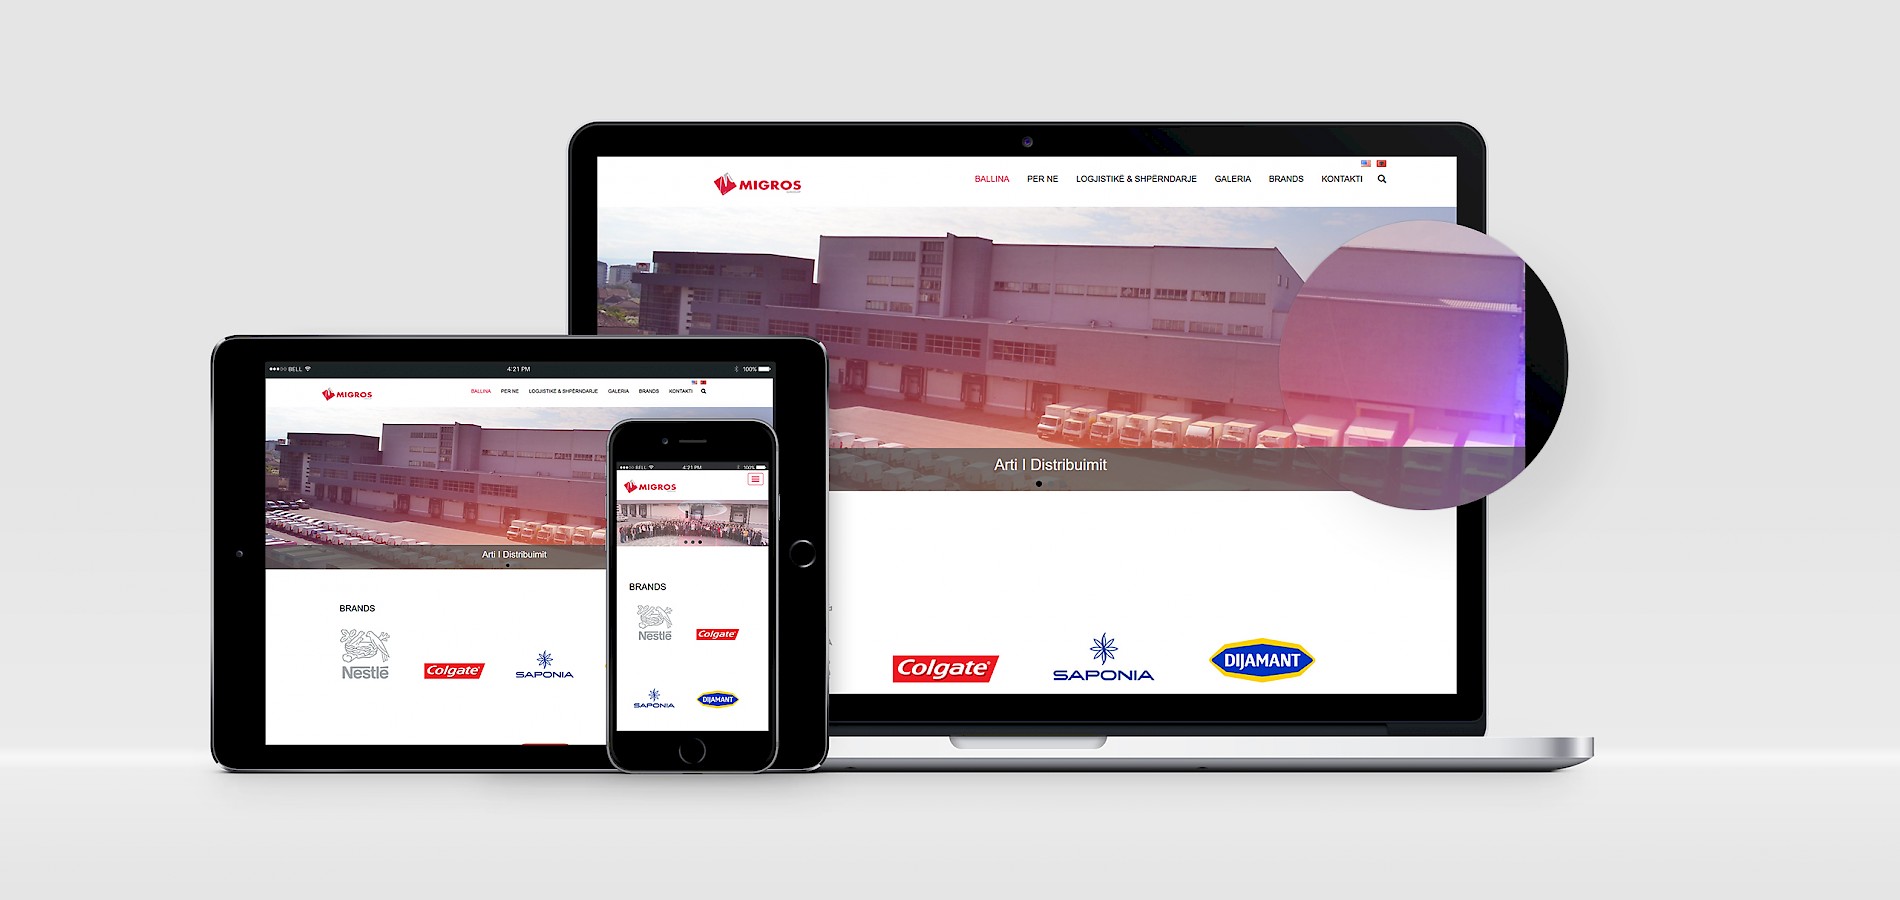 MIGROS
BALLINA PER NE LOGJISTIKË & SHPËRNDARJE GALERIA BRANDS KONTAKTI
Arti I Distribuimit
Colgate
SAPONIA
DIJAMANT
BELL 4:21 PM 100%
MIGROS
BALLINA PER NE LOGJISTIKË & SHPËRNDARJE GALERIA BRANDS KONTAKTI
Arti I Distribuimit
BRANDS
Nestlé
Colgate
SAPONIA
BELL 4:21 PM 100%
MIGROS
BRANDS
Nestlé
Colgate
SAPONIA
DIJAMANT